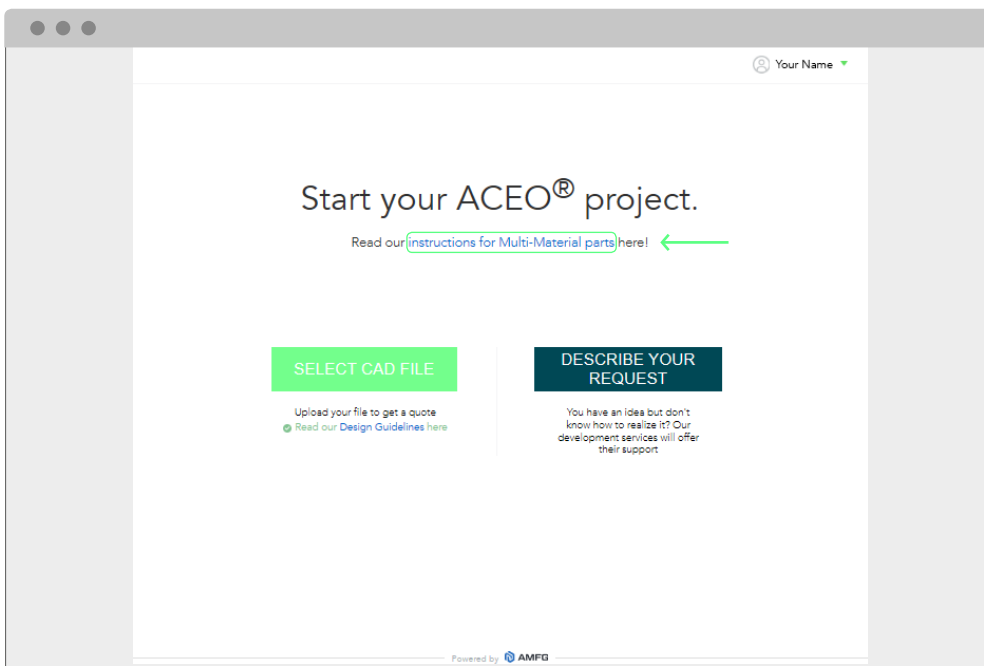 Your Name
Start your ACEO® project.
Read our instructions for Multi-Material parts here!
SELECT CAD FILE
Upload your file to get a quote
Read our Design Guidelines here
DESCRIBE YOUR
REQUEST
You have an idea but don't
know how to realize it? Our
development services will offer
their support
Powered by AMFG